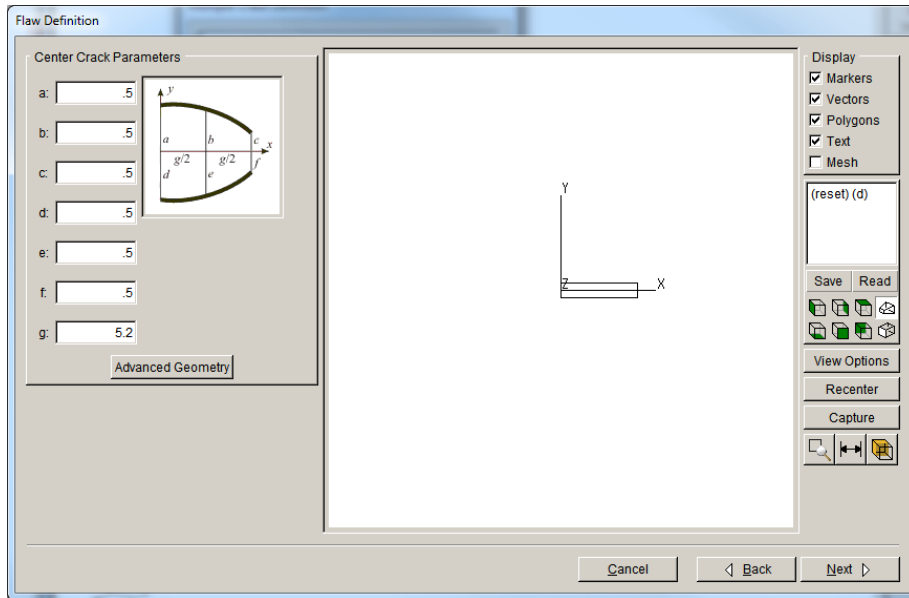 Flaw Definition
Center Crack Parameters
a: .5
b: .5
c: .5
d: .5
e: .5
f: .5
g: 5.2
y
a b c x
g/2 g/2 f
d e
Advanced Geometry
Y
Z X
Display
Markers
Vectors
Polygons
Text
Mesh
(reset) (d)
Save Read
View Options
Recenter
Capture
Cancel Back Next